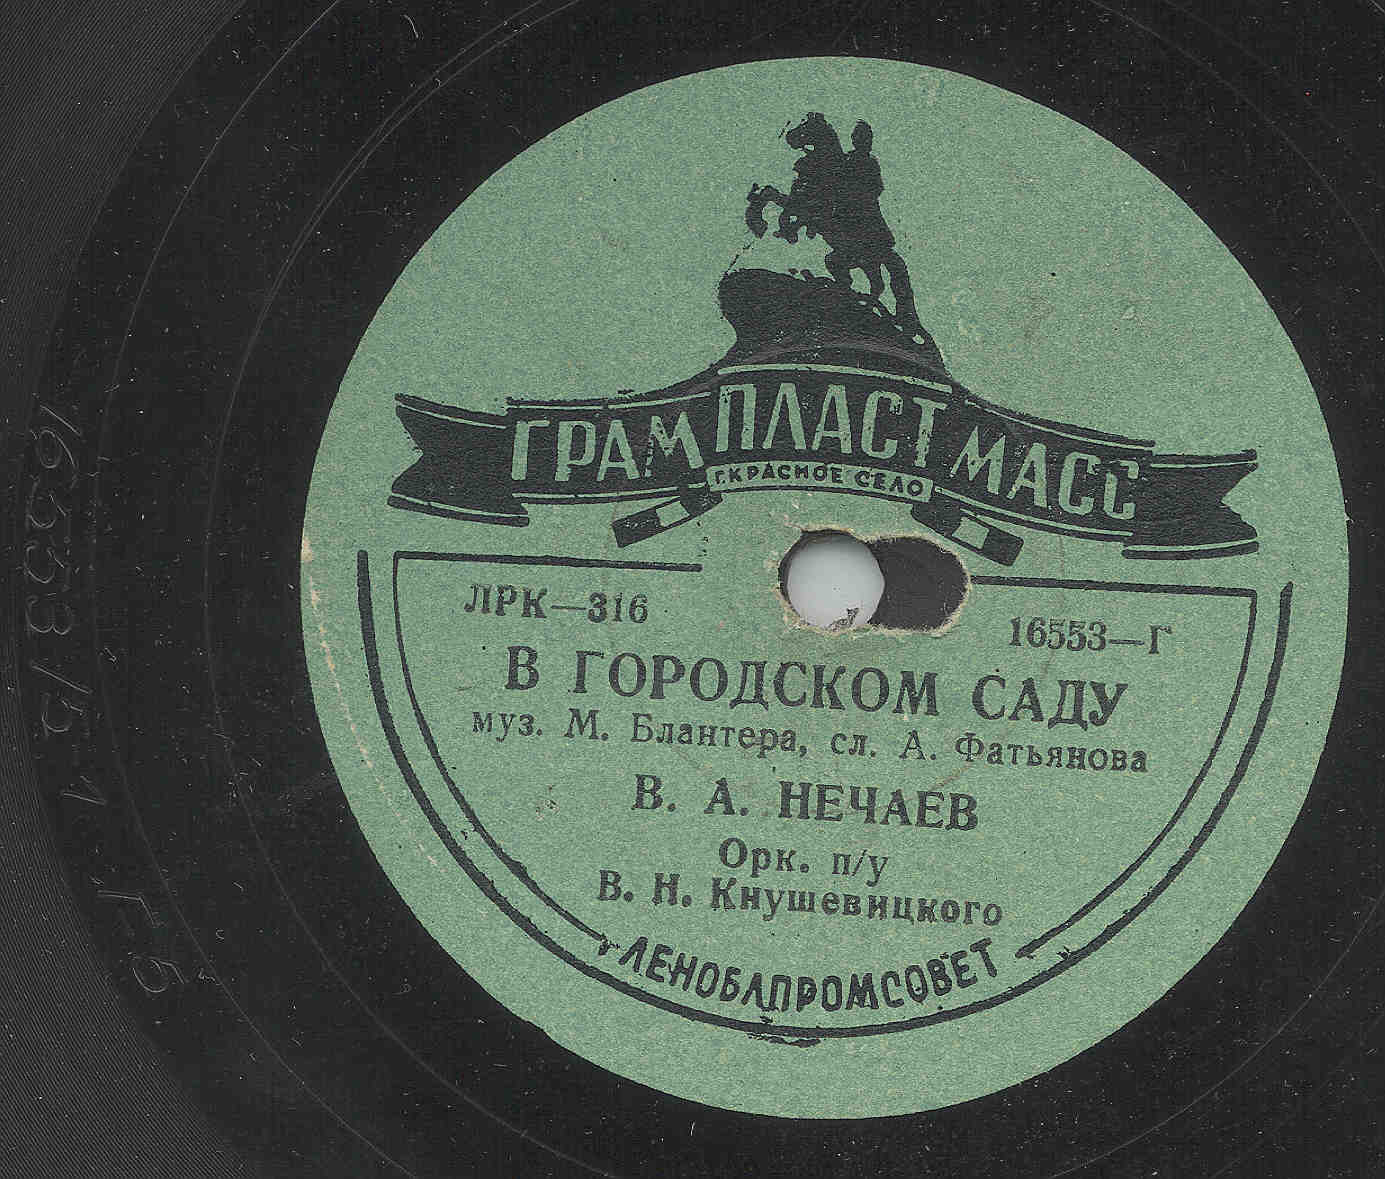 ГРАМПЛАСТМАСС
Г. КРАСНОЕ СЕЛО
ЛРК—316
16553—Г
В ГОРОДСКОМ САДУ
муз. М. Блантера, сл. А. Фатьянова
В. А. НЕЧАЕВ
Орк. п/у
В. Н. Кнушевицкого
ЛЕНОБЛПРОМСОВЕТ